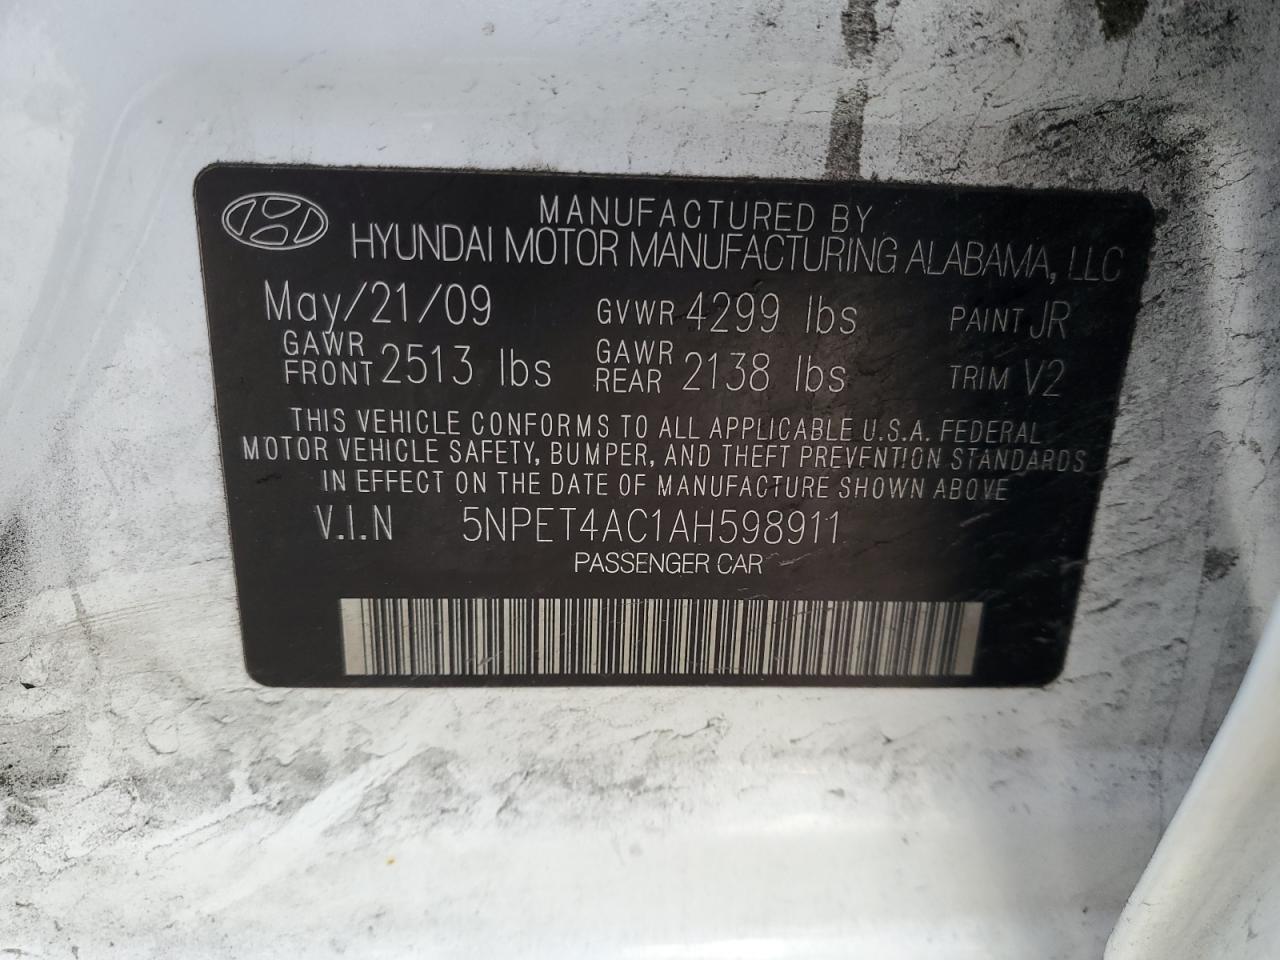 MANUFACTURED BY
HYUNDAI MOTOR MANUFACTURING ALABAMA, LLC
May/21/09 GVWR 4299 lbs PAINT JR
GAWR FRONT 2513 lbs GAWR REAR 2138 lbs TRIM V2
THIS VEHICLE CONFORMS TO ALL APPLICABLE U.S.A. FEDERAL
MOTOR VEHICLE SAFETY, BUMPER, AND THEFT PREVENTION STANDARDS
IN EFFECT ON THE DATE OF MANUFACTURE SHOWN ABOVE
V.I.N 5NPET4AC1AH598911
PASSENGER CAR